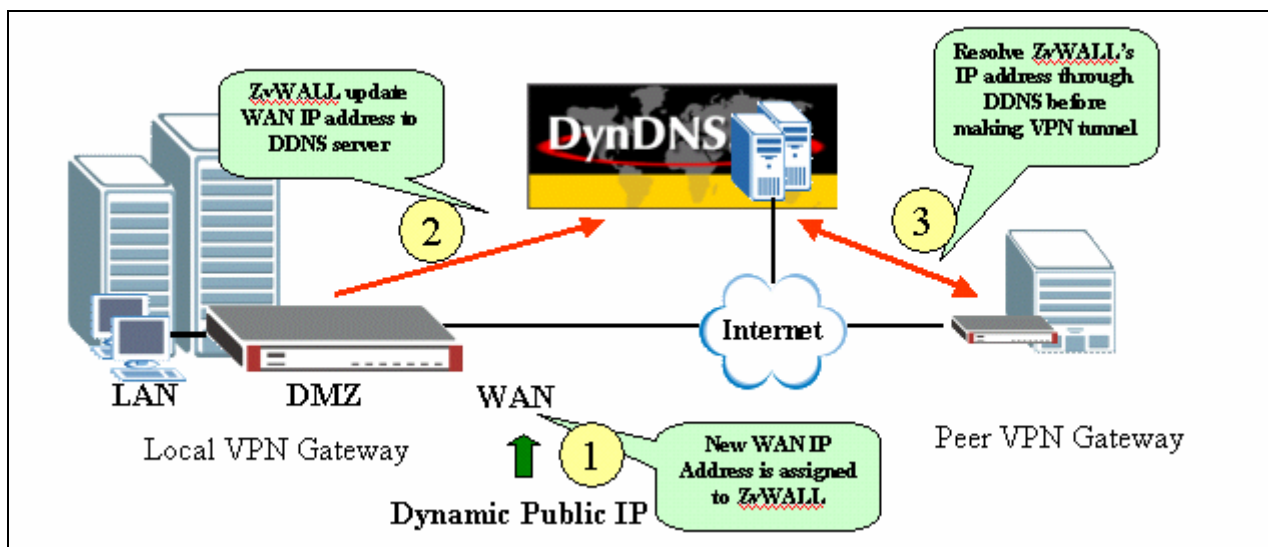 ZyWALL update
WAN IP address to
DDNS server
DynDNS
Resolve ZyWALL's
IP address through
DDNS before
making VPN tunnel
2
3
Internet
LAN
DMZ
WAN
Local VPN Gateway
Peer VPN Gateway
1
New WAN IP
Address is assigned
to ZyWALL
Dynamic Public IP